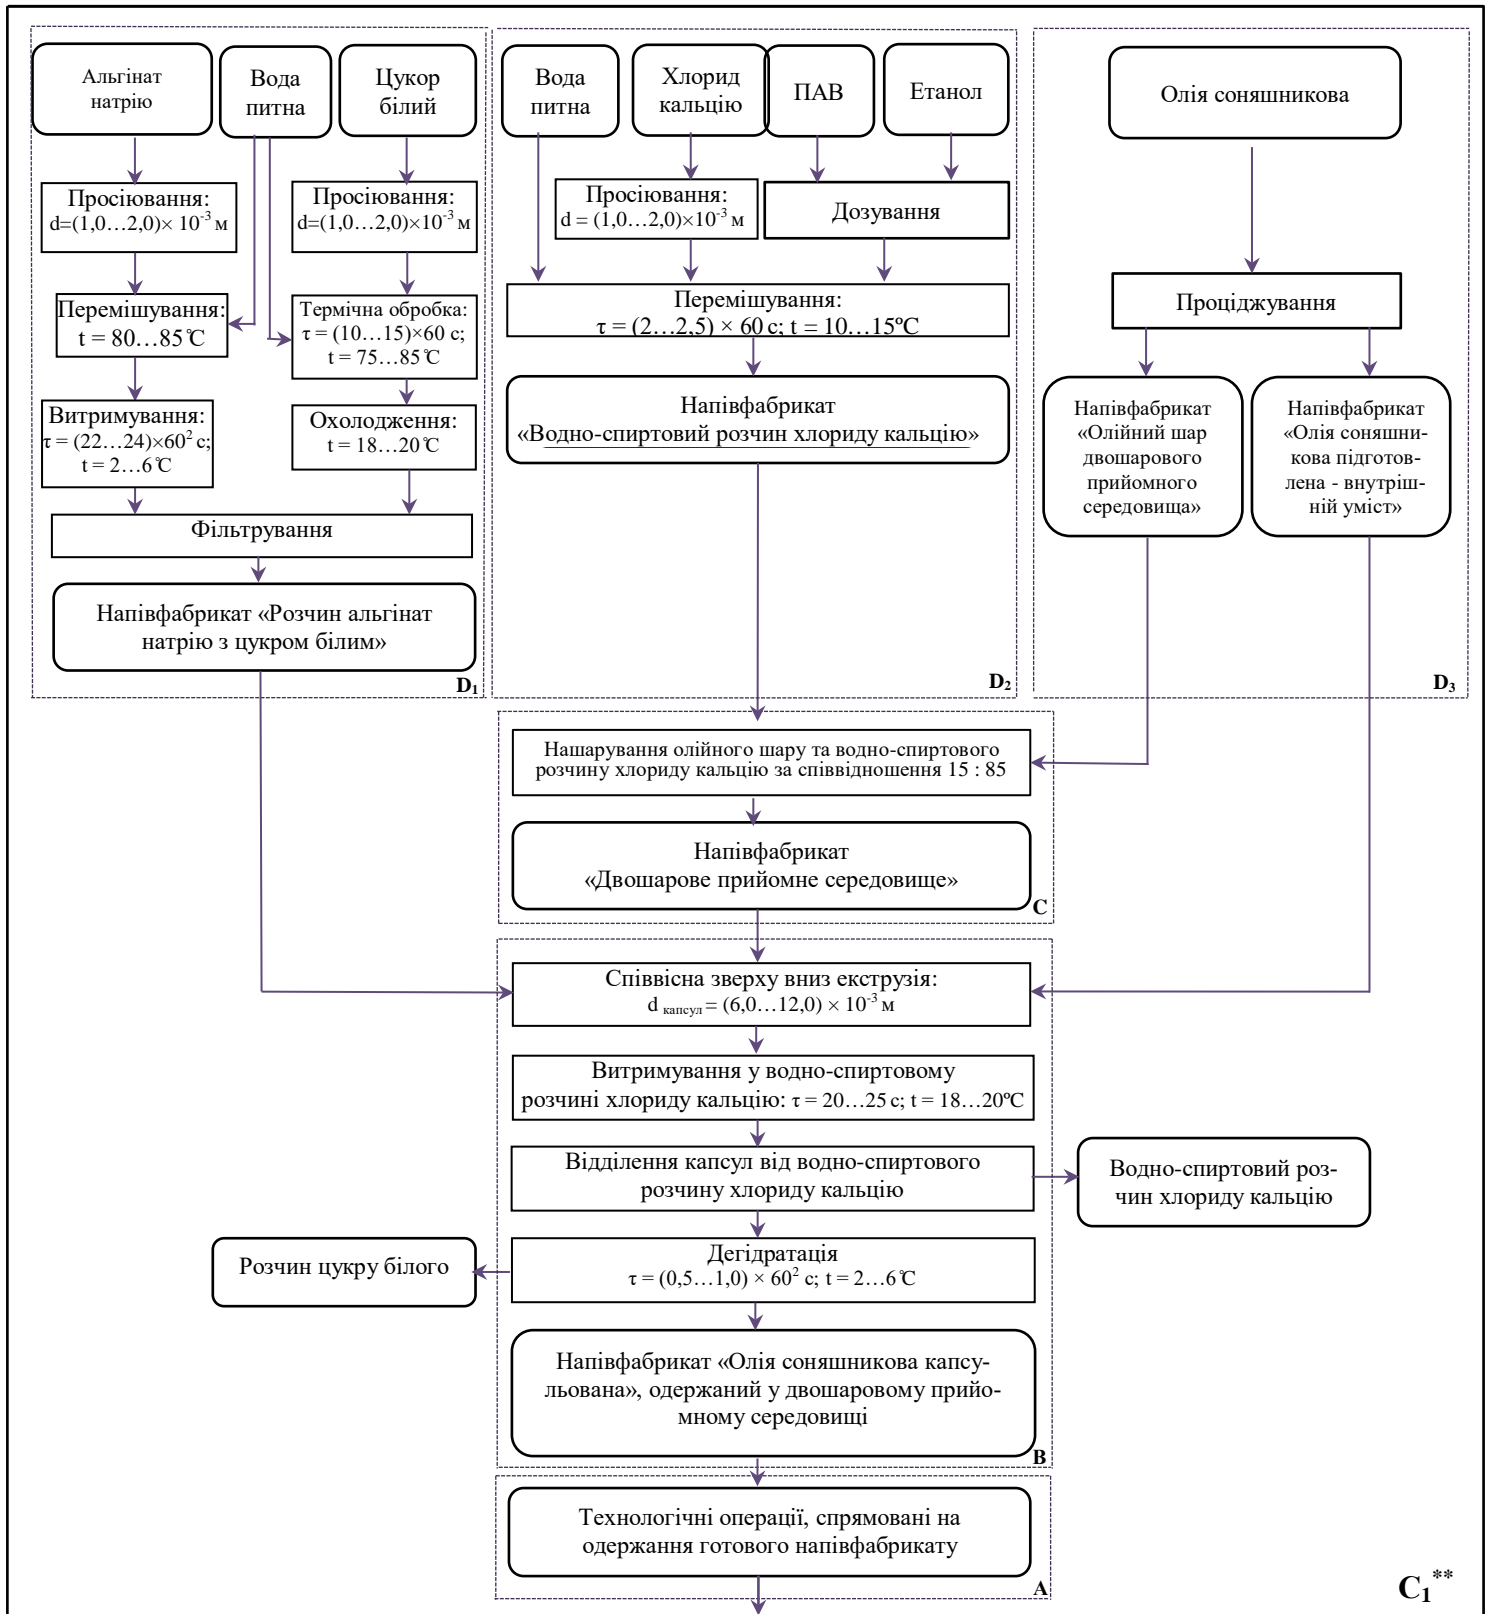 Альгінат
натрію
Вода
питна
Цукор
білий
Просіювання:
d=(1,0…2,0)× 10⁻³ м
Просіювання:
d=(1,0…2,0)×10⁻³ м
Перемішування:
t = 80…85℃
Термічна обробка:
τ = (10…15)×60 с;
t = 75…85℃
Витримування:
τ = (22…24)×60² с;
t = 2…6℃
Охолодження:
t = 18…20℃
Фільтрування
Напівфабрикат «Розчин альгінат
натрію з цукром білим»
D₁
Вода
питна
Хлорид
кальцію
ПАВ
Етанол
Просіювання:
d = (1,0…2,0)×10⁻³ м
Дозування
Перемішування:
τ = (2…2,5) × 60 с; t = 10…15ºС
Напівфабрикат
«Водно-спиртовий розчин хлориду кальцію»
D₂
Олія соняшникова
Проціджування
Напівфабрикат
«Олійний шар
двошарового
прийомного
середовища»
Напівфабрикат
«Олія соняшни-
кова підготов-
лена - внутріш-
ній уміст»
D₃
Нашарування олійного шару та водно-спиртового
розчину хлориду кальцію за співвідношення 15 : 85
Напівфабрикат
«Двошарове прийомне середовище»
C
Співвісна зверху вниз екструзія:
d капсул = (6,0…12,0) × 10⁻³ м
Витримування у водно-спиртовому
розчині хлориду кальцію: τ = 20…25 с; t = 18…20ºС
Відділення капсул від водно-спиртового
розчину хлориду кальцію
Водно-спиртовий роз-
чин хлориду кальцію
Дегідратація
τ = (0,5…1,0) × 60² с; t = 2…6℃
Розчин цукру білого
Напівфабрикат «Олія соняшникова капсу-
льована», одержаний у двошаровому прийо-
мному середовищі
B
Технологічні операції, спрямовані на
одержання готового напівфабрикату
A
C₁**